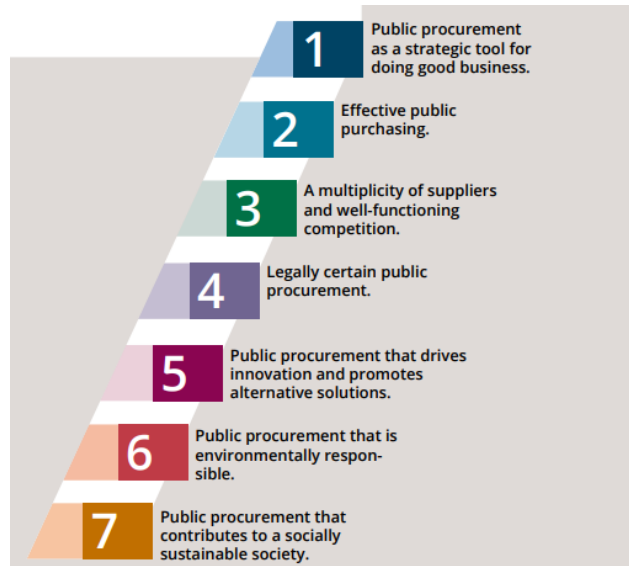 1
Public procurement
as a strategic tool for
doing good business.
2
Effective public
purchasing.
3
A multiplicity of suppliers
and well-functioning
competition.
4
Legally certain public
procurement.
5
Public procurement that drives
innovation and promotes
alternative solutions.
6
Public procurement that is
environmentally respon-
sible.
7
Public procurement that
contributes to a socially
sustainable society.